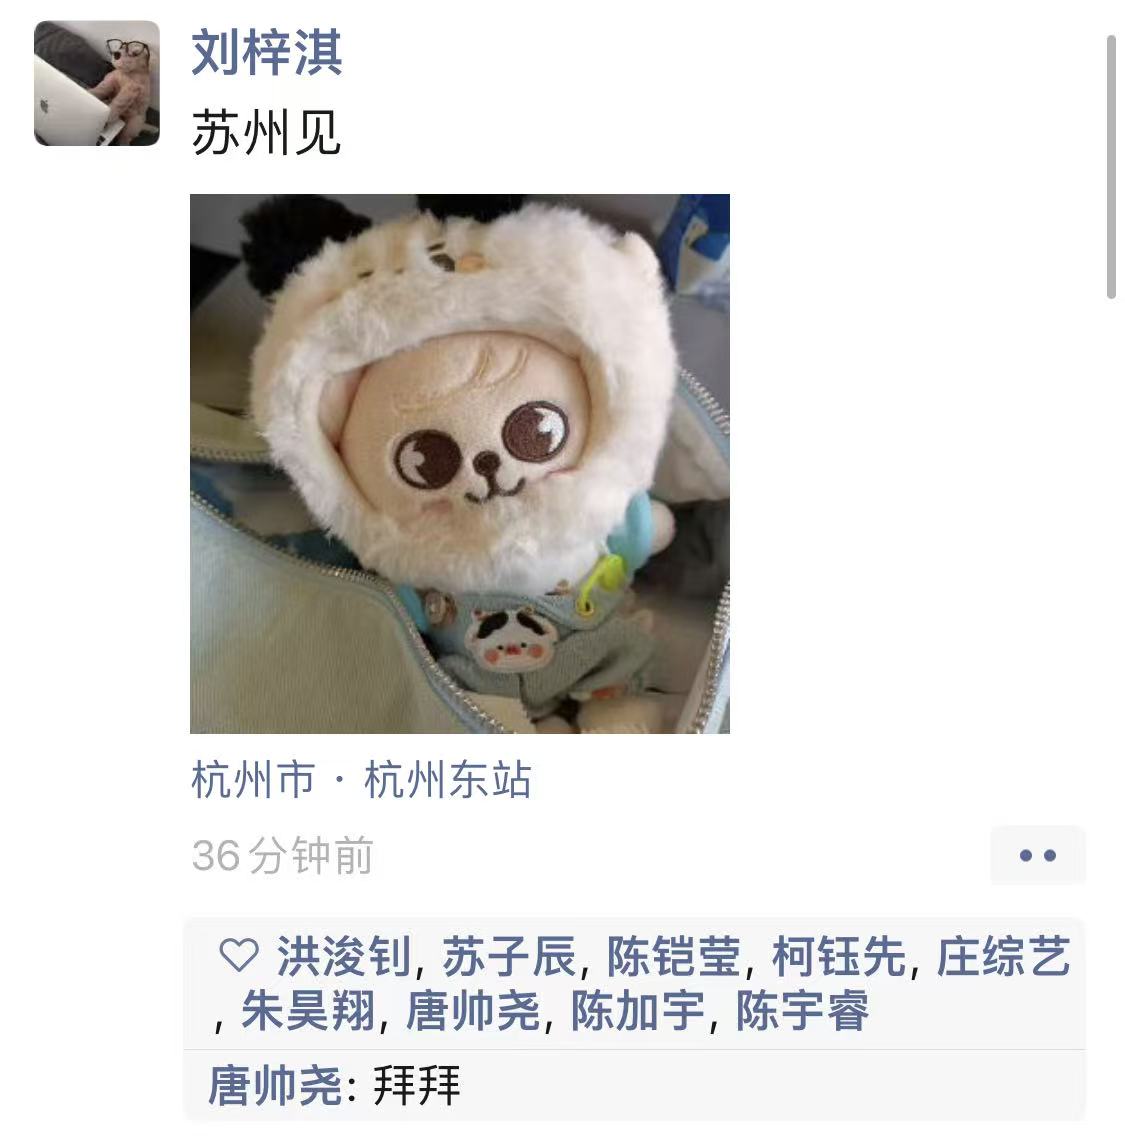 刘梓淇
苏州见
杭州市 · 杭州东站
36分钟前
洪浚钊, 苏子辰, 陈铠莹, 柯钰先, 庄综艺
, 朱昊翔, 唐帅尧, 陈加宇, 陈宇睿
唐帅尧: 拜拜